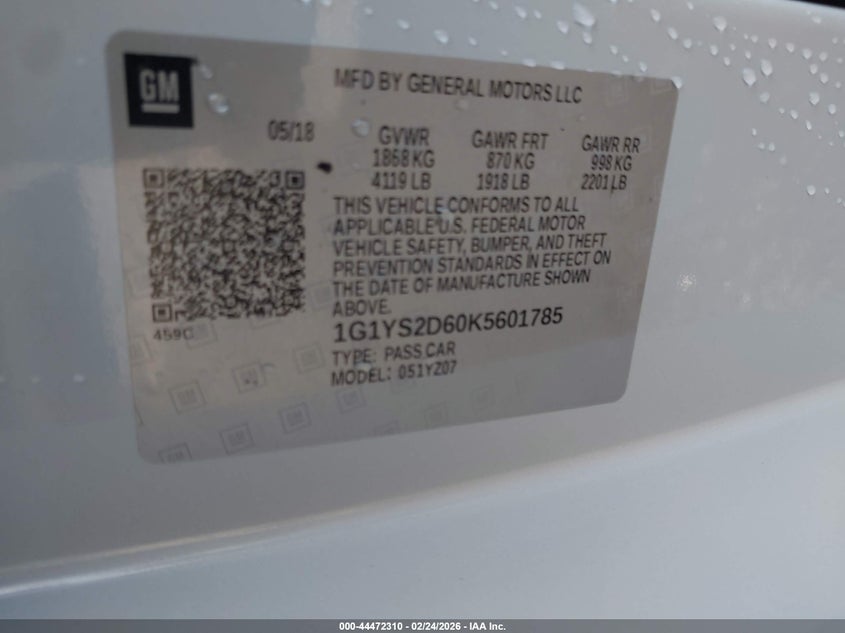 GM
MFD BY GENERAL MOTORS LLC
05/18
GVWR GAWR FRT GAWR RR
1868 KG 870 KG 998 KG
4119 LB 1918 LB 2201 LB
THIS VEHICLE CONFORMS TO ALL
APPLICABLE U.S. FEDERAL MOTOR
VEHICLE SAFETY, BUMPER, AND THEFT
PREVENTION STANDARDS IN EFFECT ON
THE DATE OF MANUFACTURE SHOWN
ABOVE.
459C
1G1YS2D60K5601785
TYPE: PASS CAR
MODEL: 051YZ07
000-44472310 - 02/24/2026 - IAA Inc.